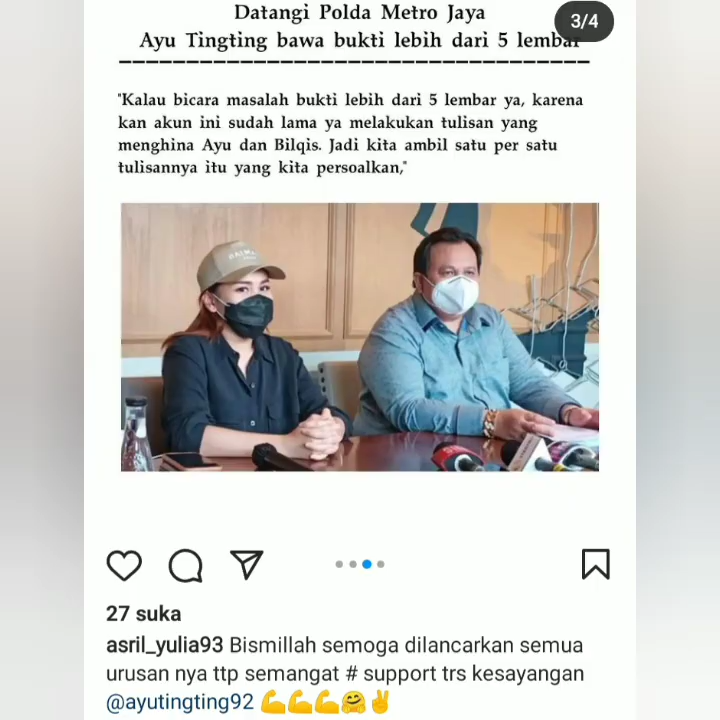 Datangi Polda Metro Jaya
3/4
Ayu Tingting bawa bukti lebih dari 5 lembar
"Kalau bicara masalah bukti lebih dari 5 lembar ya, karena
kan akun ini sudah lama ya melakukan tulisan yang
menghina Ayu dan Bilqis. Jadi kita ambil satu per satu
tulisannya itu yang kita persoalkan,"
27 suka
asril_yulia93 Bismillah semoga dilancarkan semua
urusan nya ttp semangat # support trs kesayangan
@ayutingting92 💪💪💪🤗✌